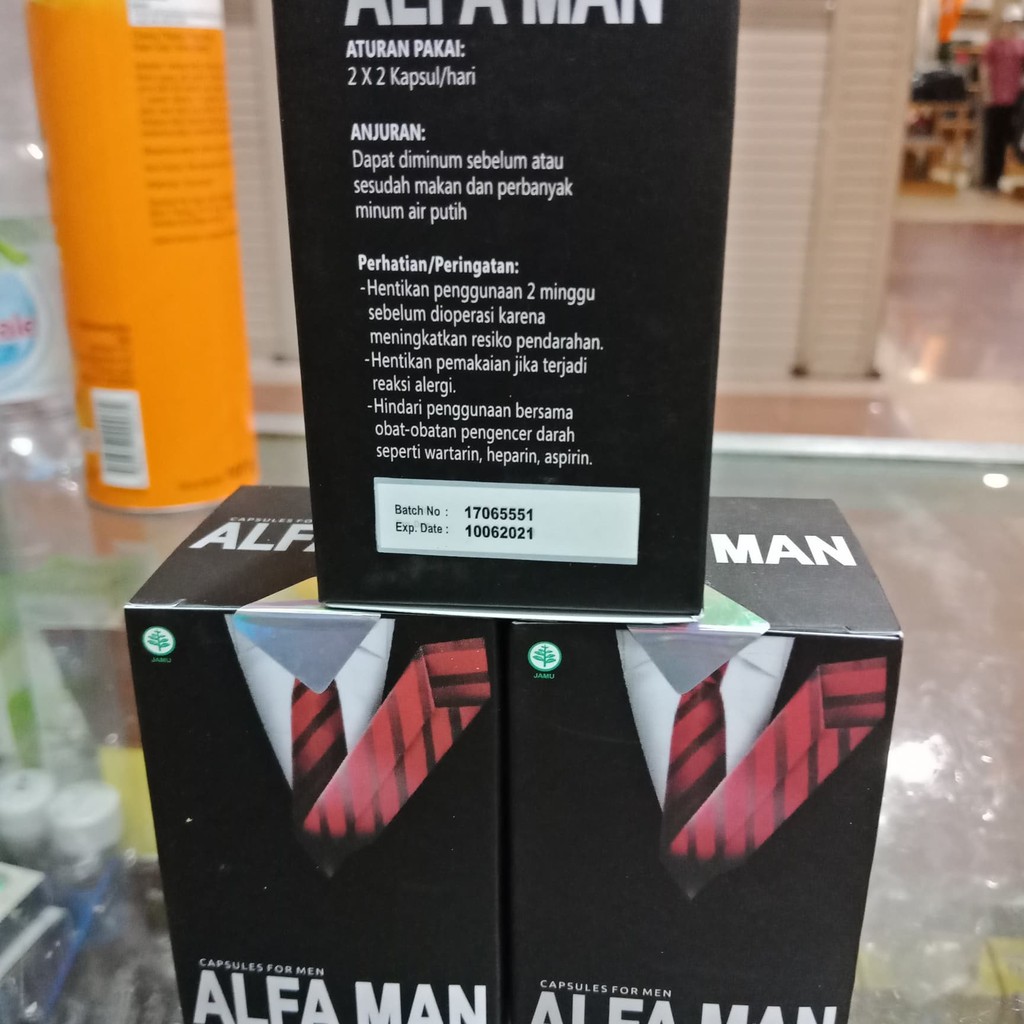 ALFA MAN
ATURAN PAKAI:
2 X 2 Kapsul/hari
ANJURAN:
Dapat diminum sebelum atau
sesudah makan dan perbanyak
minum air putih
Perhatian/Peringatan:
-Hentikan penggunaan 2 minggu
sebelum dioperasi karena
meningkatkan resiko pendarahan.
-Hentikan pemakaian jika terjadi
reaksi alergi.
-Hindari penggunaan bersama
obat-obatan pengencer darah
seperti wartarin, heparin, aspirin.
Batch No : 17065551
Exp. Date : 10062021
CAPSULES FO
ALFA
MAN
JAMU
JAMU
CAPSULES FOR MEN
ALFA MAN
CAPSULES FOR MEN
ALFA MAN